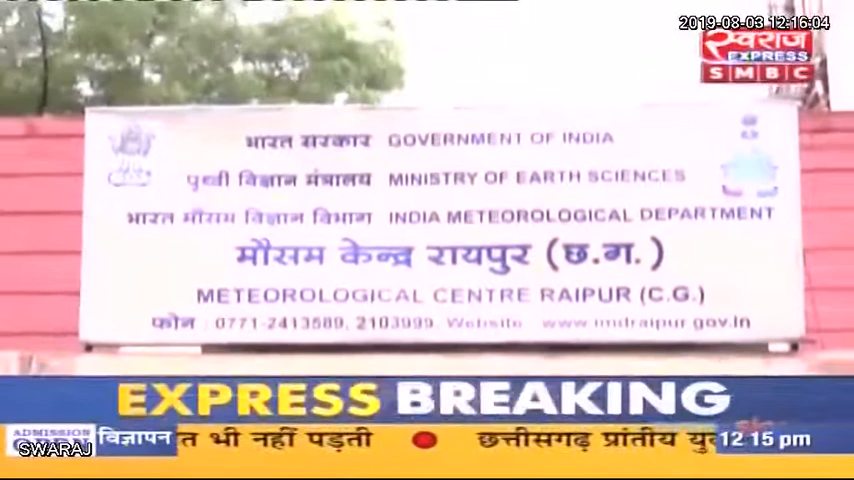 2019-08-03 12:16:04
स्वराज
EXPRESS
SMBC
भारत सरकार GOVERNMENT OF INDIA
पृथ्वी विज्ञान मंत्रालय MINISTRY OF EARTH SCIENCES
भारत मौसम विज्ञान विभाग INDIA METEOROLOGICAL DEPARTMENT
मौसम केन्द्र रायपुर (छ.ग.)
METEOROLOGICAL CENTRE RAIPUR (C.G.)
फोन : 0771-2413589, 2103999 Website www.imdraipur.gov.in
EXPRESS BREAKING
ADMISSION
OPEN
SWARAJ
विज्ञापन
त भी नहीं पड़ती ● छत्तीसगढ़ प्रांतीय
12:15 pm